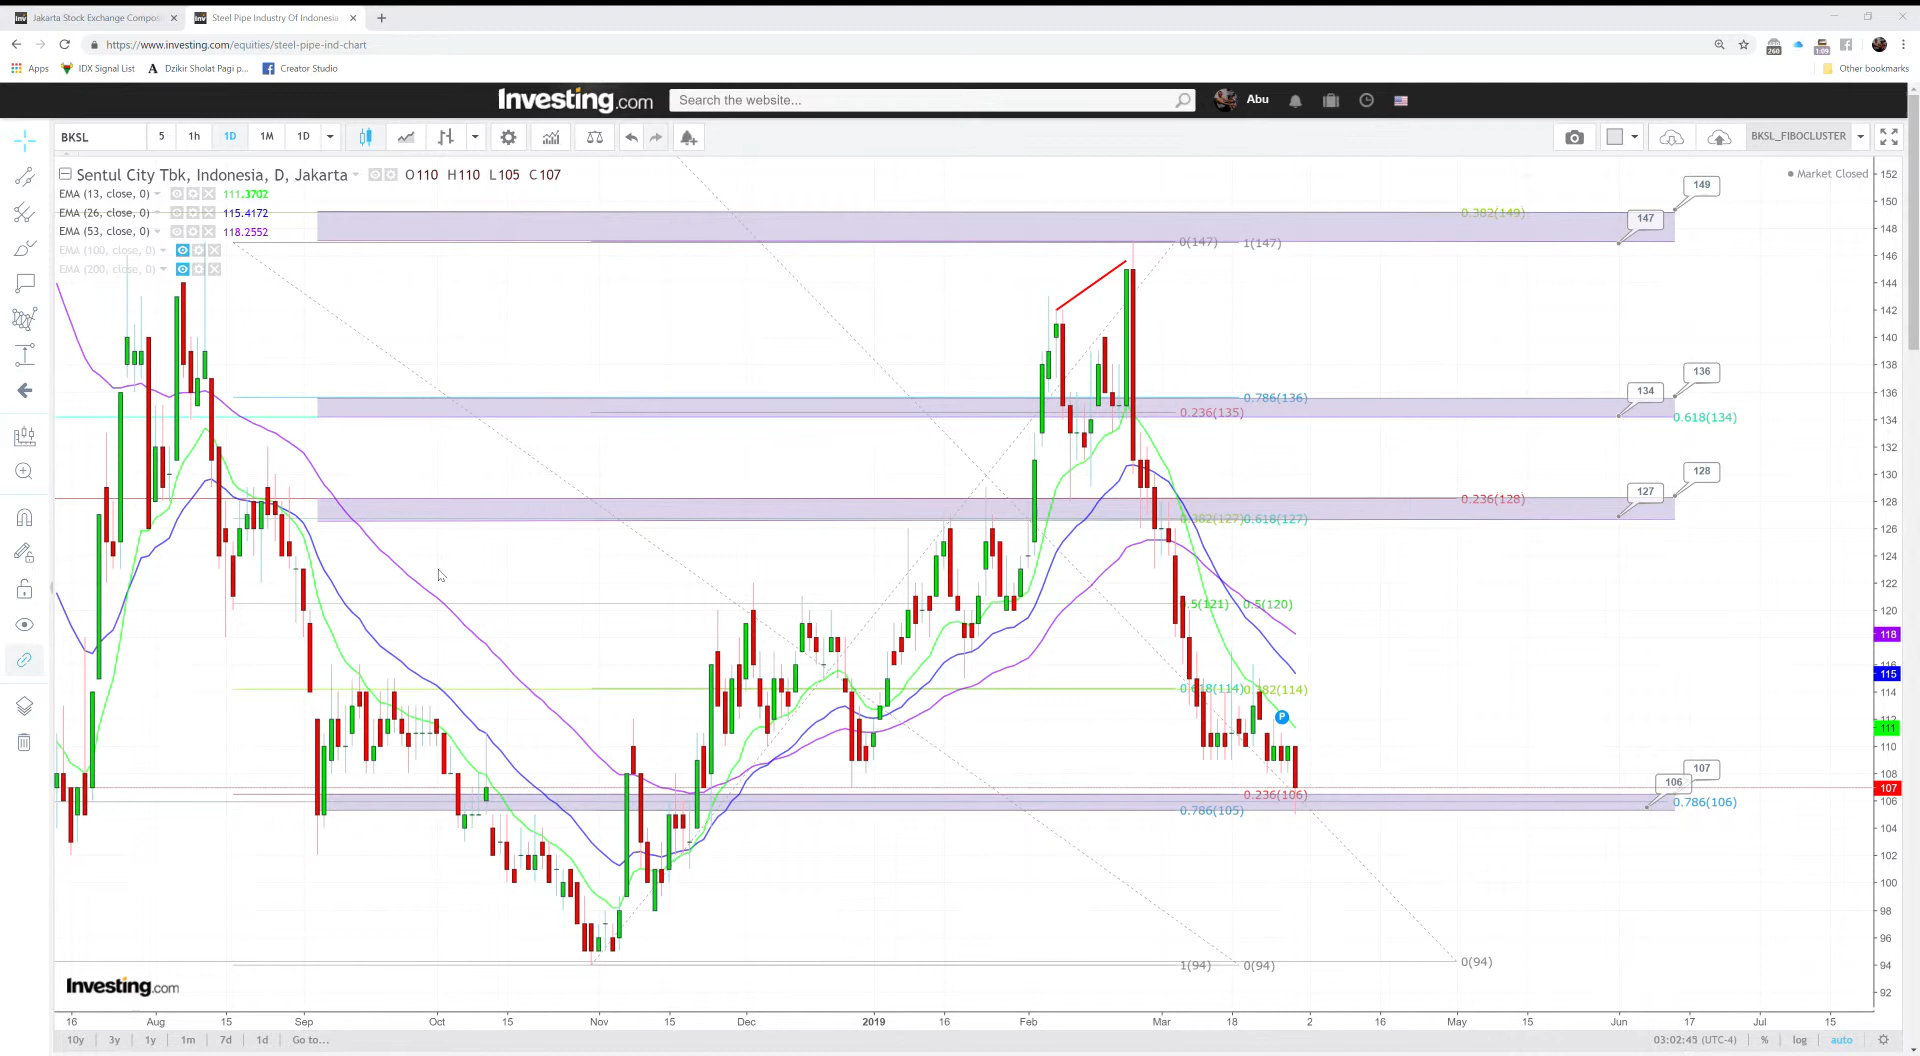 Jakarta Stock Exchange Compos
Steel Pipe Industry Of Indonesia
https://www.investing.com/equities/steel-pipe-ind-chart
260
1:09
Apps
IDX Signal List
Dzikir Sholat Pagi p...
Creator Studio
Other bookmarks
Investing.com
Search the website...
Abu
BKSL
5
1h
1D
1M
1D
BKSL_FIBOCLUSTER
Sentul City Tbk, Indonesia, D, Jakarta
O110 H110 L105 C107
Market Closed
EMA (13, close, 0)
111.3702
EMA (26, close, 0)
115.4172
EMA (53, close, 0)
118.2552
EMA (100, close, 0)
EMA (200, close, 0)
149
147
0.382(149)
0(147)
1(147)
136
134
0.786(136)
0.236(135)
0.618(134)
128
127
0.236(128)
0.382(127)
0.618(127)
0.5(121)
0.5(120)
0.618(114)
0.382(114)
P
107
106
0.236(106)
0.786(106)
0.786(105)
1(94)
0(94)
0(94)
152
150
148
146
144
142
140
138
136
134
132
130
128
126
124
122
120
118
116
115
114
112
111
110
108
107
106
104
102
100
98
96
94
92
Investing.com
16
Aug
15
Sep
Oct
15
Nov
15
Dec
2019
16
Feb
Mar
18
2
16
May
15
Jun
17
Jul
15
10y
3y
1y
1m
7d
1d
Go to...
03:02:45 (UTC-4)
%
log
auto